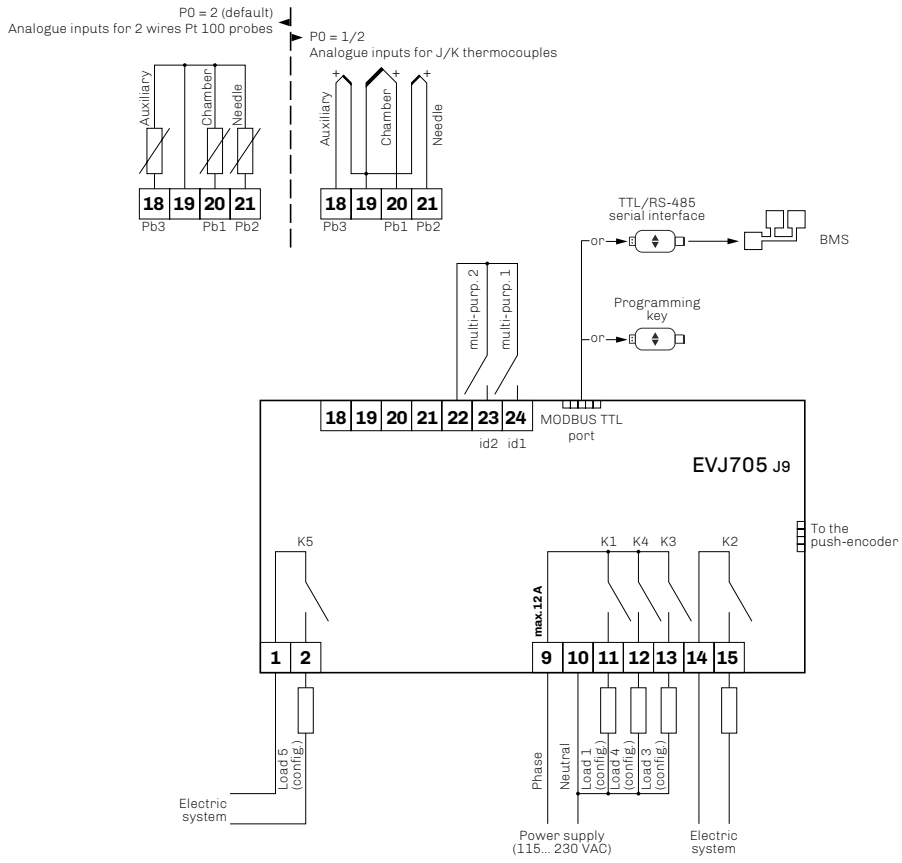 P0 = 2 (default)
Analogue inputs for 2 wires Pt 100 probes
P0 = 1/2
Analogue inputs for J/K thermocouples
Auxiliary
Chamber
Needle
+
+
+
Auxiliary
Chamber
Needle
18 19 20 21
Pb3 Pb1 Pb2
18 19 20 21
Pb3 Pb1 Pb2
TTL/RS-485
serial interface
or
BMS
Programming
key
or
multi-purp. 2
multi-purp. 1
18 19 20 21 22 23 24
id2 id1
MODBUS TTL
port
EVJ705 J9
To the
push-encoder
K5
K1 K4 K3 K2
max. 12 A
1 2
9 10 11 12 13 14 15
Load 5
(config.)
Phase
Neutral
Load 1
(config.)
Load 4
(config.)
Load 3
(config.)
Electric
system
Power supply
(115... 230 VAC)
Electric
system